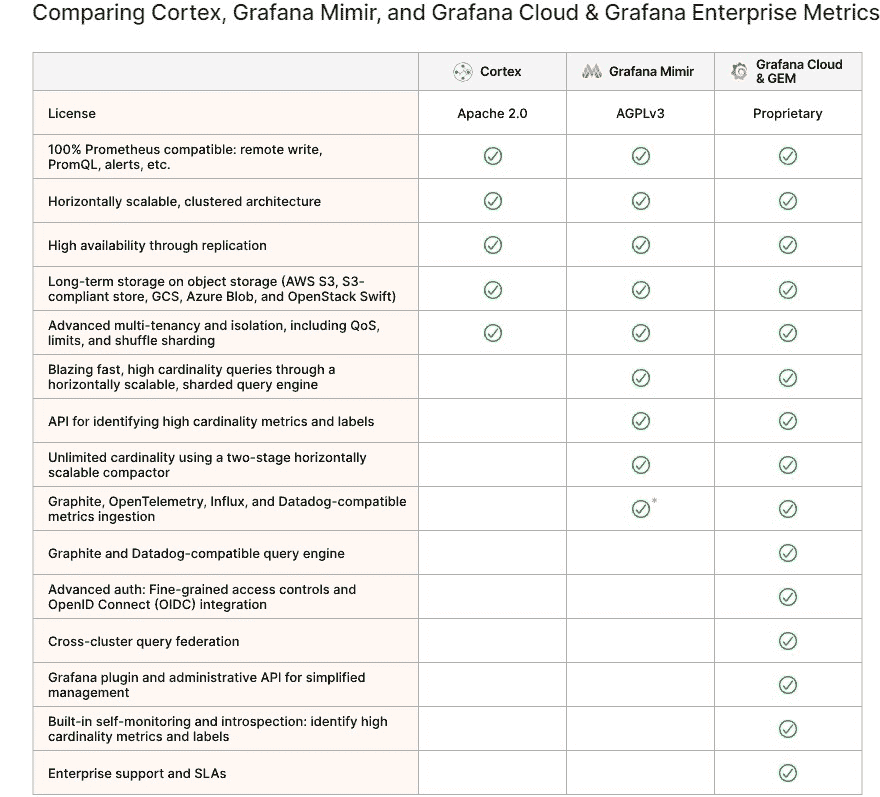 Comparing Cortex, Grafana Mimir, and Grafana Cloud & Grafana Enterprise Metrics
Cortex
Grafana Mimir
Grafana Cloud
& GEM
License
Apache 2.0
AGPLv3
Proprietary
100% Prometheus compatible: remote write,
PromQL, alerts, etc.
Horizontally scalable, clustered architecture
High availability through replication
Long-term storage on object storage (AWS S3, S3-
compliant store, GCS, Azure Blob, and OpenStack Swift)
Advanced multi-tenancy and isolation, including QoS,
limits, and shuffle sharding
Blazing fast, high cardinality queries through a
horizontally scalable, sharded query engine
API for identifying high cardinality metrics and labels
Unlimited cardinality using a two-stage horizontally
scalable compactor
Graphite, OpenTelemetry, Influx, and Datadog-compatible
metrics ingestion
*
Graphite and Datadog-compatible query engine
Advanced auth: Fine-grained access controls and
OpenID Connect (OIDC) integration
Cross-cluster query federation
Grafana plugin and administrative API for simplified
management
Built-in self-monitoring and introspection: identify high
cardinality metrics and labels
Enterprise support and SLAs